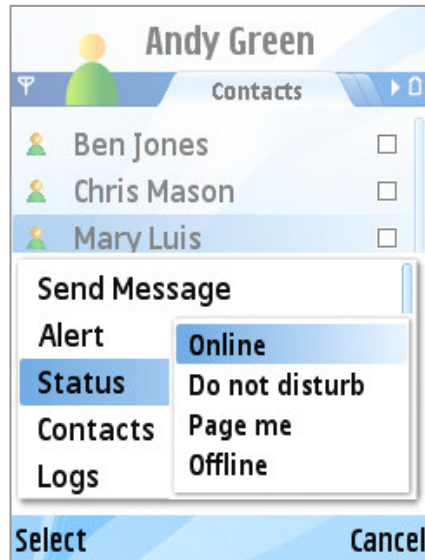 Andy Green
Contacts
Ben Jones
Chris Mason
Mary Luis
Send Message
Alert
Status
Contacts
Logs
Online
Do not disturb
Page me
Offline
Select Cancel